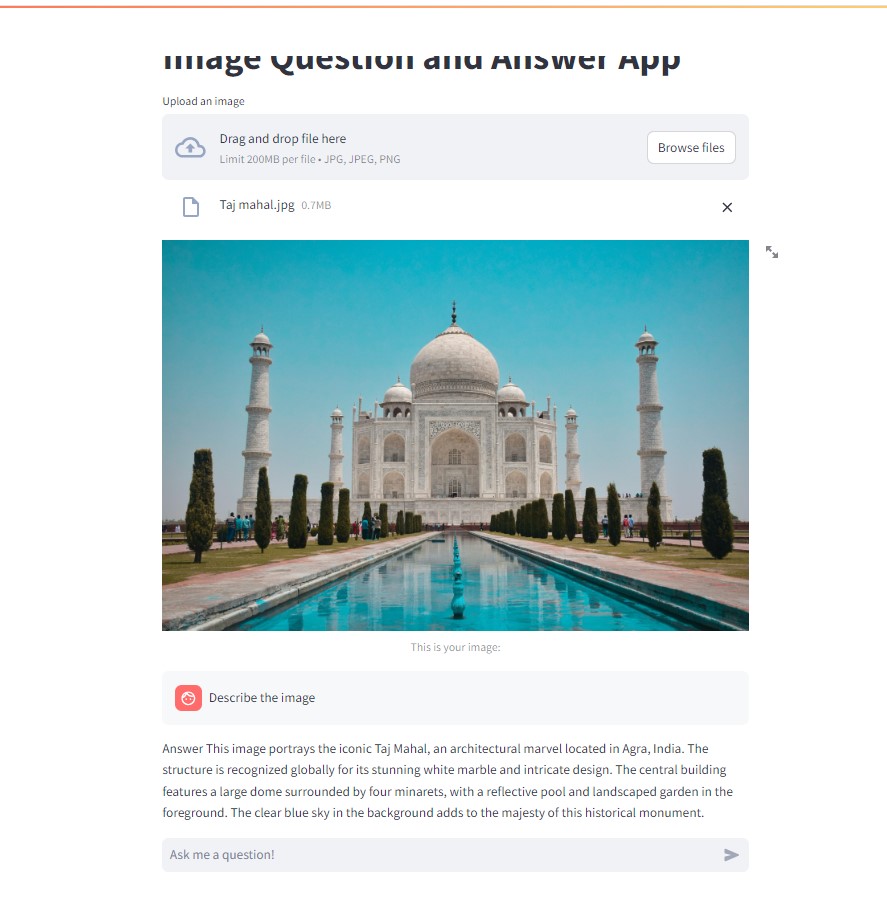 Image Question and Answer App
Upload an image
Drag and drop file here
Limit 200MB per file • JPG, JPEG, PNG
Browse files
Taj mahal.jpg 0.7MB
This is your image:
Describe the image
Answer This image portrays the iconic Taj Mahal, an architectural marvel located in Agra, India. The
structure is recognized globally for its stunning white marble and intricate design. The central building
features a large dome surrounded by four minarets, with a reflective pool and landscaped garden in the
foreground. The clear blue sky in the background adds to the majesty of this historical monument.
Ask me a question!